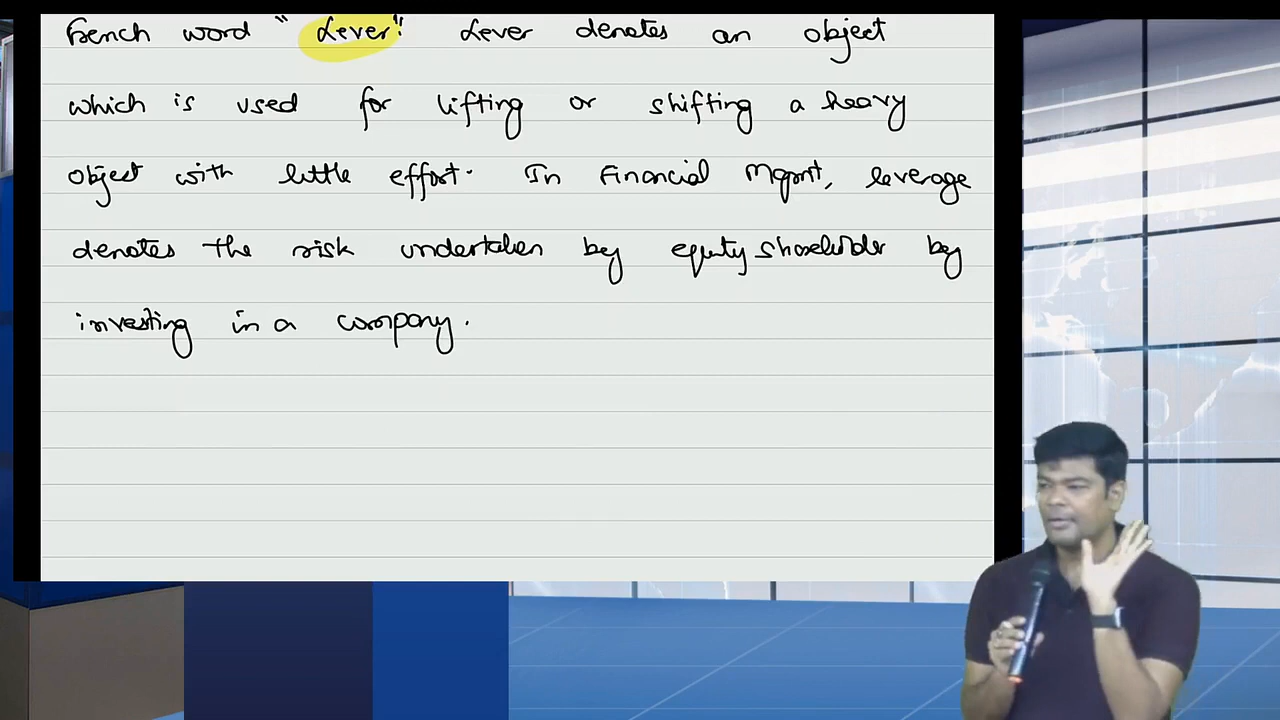 French word "Lever". Lever denotes an object
which is used for lifting or shifting a heavy
object with little effort. In Financial Mgmt, leverage
denotes the risk undertaken by equity shareholder by
investing in a company.